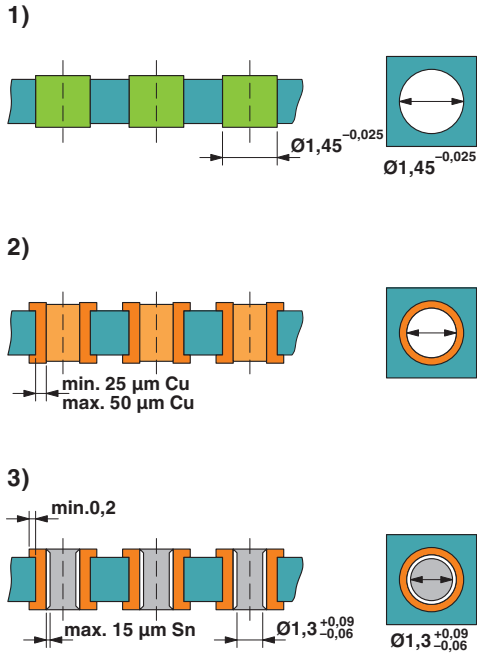 1)
Ø1,45 -0,025
Ø1,45 -0,025
2)
min. 25 µm Cu
max. 50 µm Cu
3)
min.0,2
max. 15 µm Sn
Ø1,3 +0,09 -0,06
Ø1,3 +0,09 -0,06